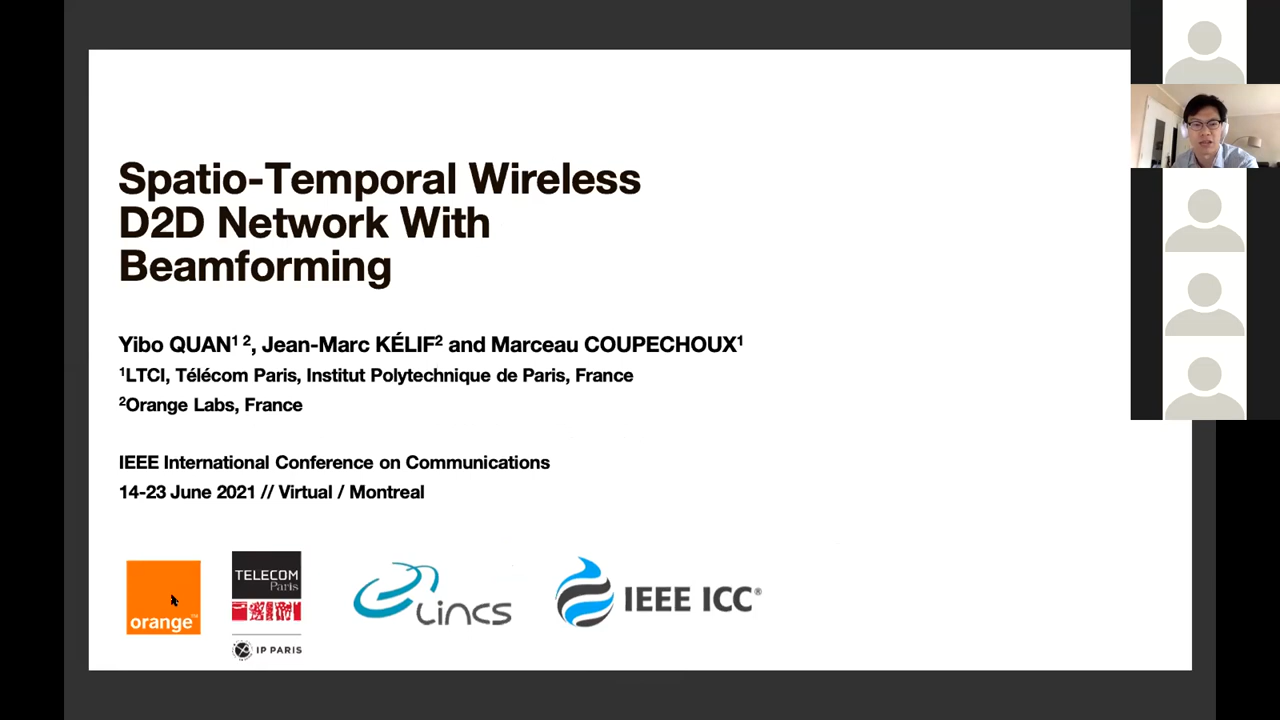 Spatio-Temporal Wireless
D2D Network With
Beamforming
Yibo QUAN¹ ², Jean-Marc KÉLIF² and Marceau COUPECHOUX¹
¹LTCI, Télécom Paris, Institut Polytechnique de Paris, France
²Orange Labs, France
IEEE International Conference on Communications
14-23 June 2021 // Virtual / Montreal
orange™
TELECOM
Paris
IP PARIS
Lincs
IEEE ICC®